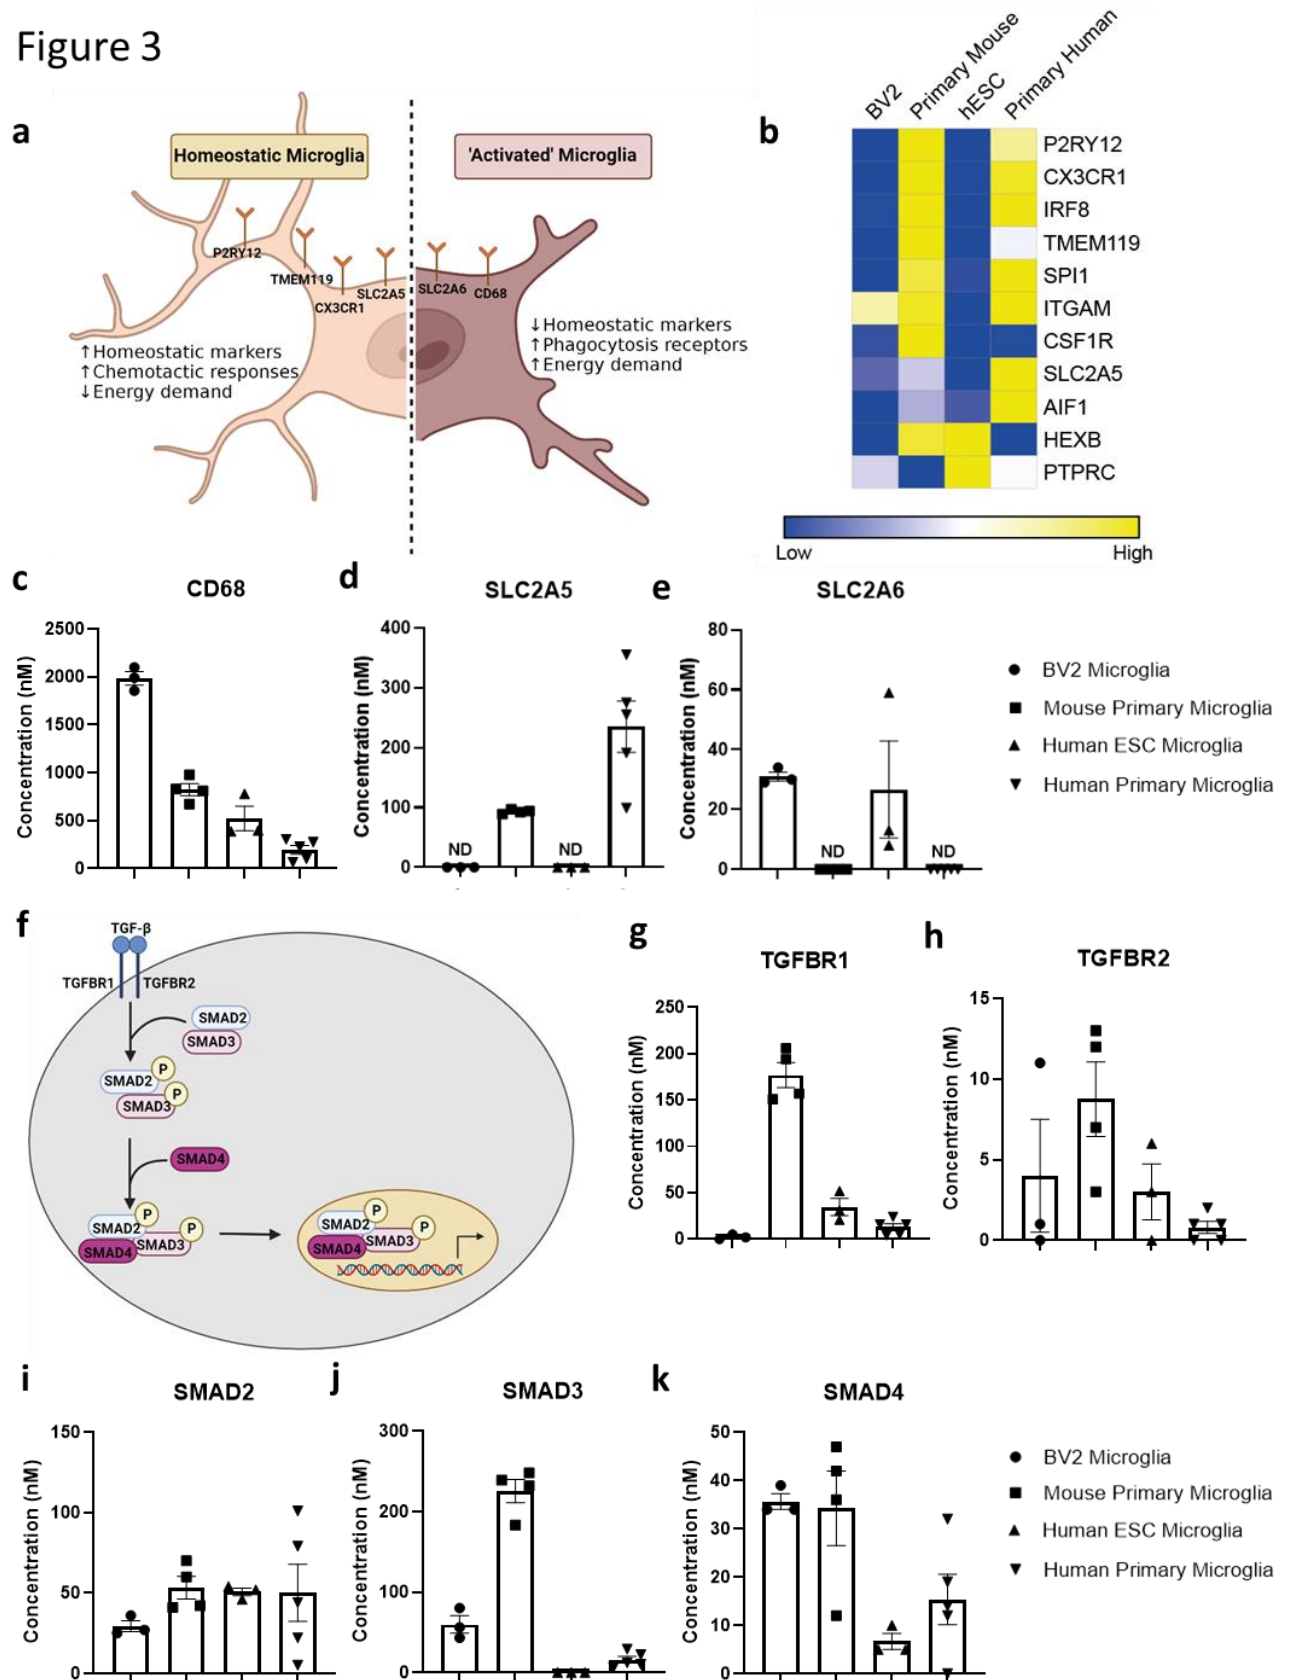 Figure 3
a
Homeostatic Microglia
'Activated' Microglia
P2RY12
TMEM119
CX3CR1
SLC2A5
SLC2A6
CD68
↑Homeostatic markers
↑Chemotactic responses
↓Energy demand
↓Homeostatic markers
↑Phagocytosis receptors
↑Energy demand
b
BV2
Primary Mouse
hESC
Primary Human
P2RY12
CX3CR1
IRF8
TMEM119
SPI1
ITGAM
CSF1R
SLC2A5
AIF1
HEXB
PTPRC
Low
High
c
CD68
Concentration (nM)
2500
2000
1500
1000
500
0
d
SLC2A5
Concentration (nM)
400
300
200
100
0
ND
ND
e
SLC2A6
Concentration (nM)
80
60
40
20
0
ND
ND
BV2 Microglia
Mouse Primary Microglia
Human ESC Microglia
Human Primary Microglia
f
TGF-β
TGFBR1
TGFBR2
SMAD2
SMAD3
P
SMAD2
P
SMAD3
SMAD4
P
SMAD2
P
SMAD4
SMAD3
P
SMAD2
P
SMAD4
SMAD3
g
TGFBR1
Concentration (nM)
250
200
150
100
50
0
h
TGFBR2
Concentration (nM)
15
10
5
0
i
SMAD2
Concentration (nM)
150
100
50
0
j
SMAD3
Concentration (nM)
300
200
100
0
k
SMAD4
Concentration (nM)
50
40
30
20
10
0
BV2 Microglia
Mouse Primary Microglia
Human ESC Microglia
Human Primary Microglia